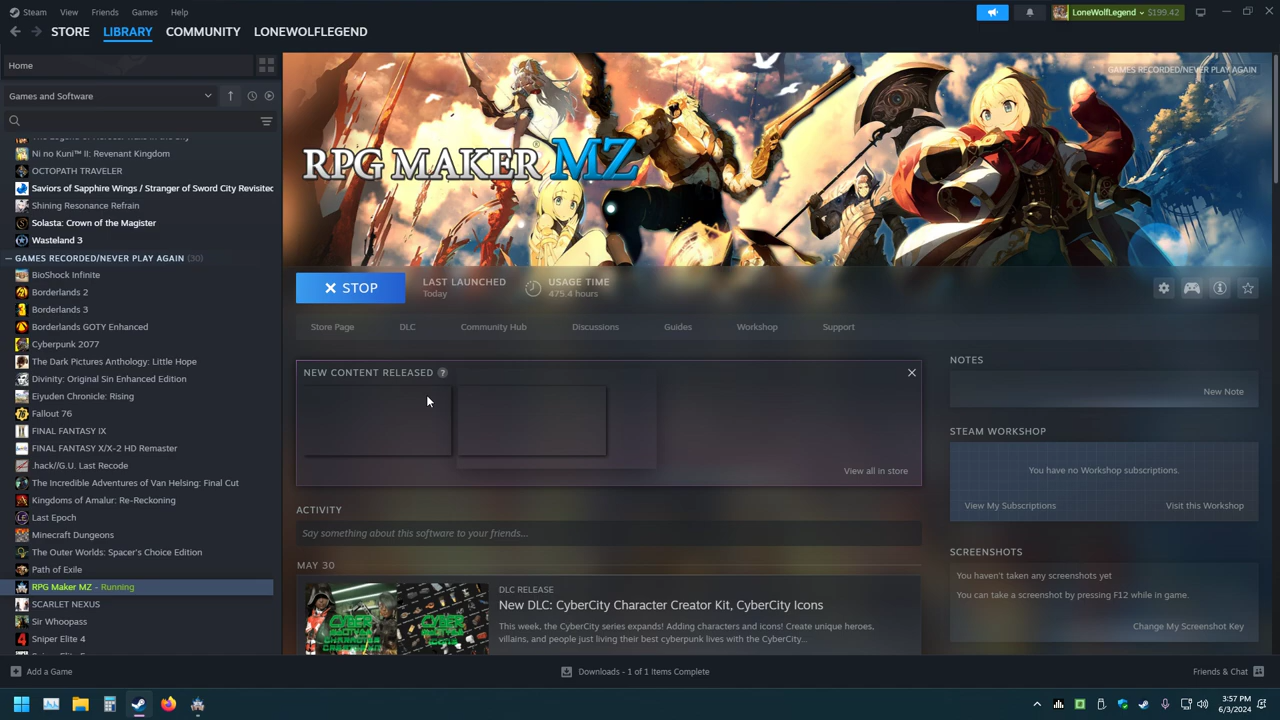 Steam View Friends Games Help
LoneWolfLegend $199.42
STORE LIBRARY COMMUNITY LONEWOLFLEGEND
Home
Games and Software
Ni no Kuni™ II: Revenant Kingdom
OCTOPATH TRAVELER
Saviors of Sapphire Wings / Stranger of Sword City Revisited
Shining Resonance Refrain
Solasta: Crown of the Magister
Wasteland 3
GAMES RECORDED/NEVER PLAY AGAIN (30)
BioShock Infinite
Borderlands 2
Borderlands 3
Borderlands GOTY Enhanced
Cyberpunk 2077
The Dark Pictures Anthology: Little Hope
Divinity: Original Sin Enhanced Edition
Eiyuden Chronicle: Rising
Fallout 76
FINAL FANTASY IX
FINAL FANTASY X/X-2 HD Remaster
.hack//G.U. Last Recode
The Incredible Adventures of Van Helsing: Final Cut
Kingdoms of Amalur: Re-Reckoning
Last Epoch
Minecraft Dungeons
The Outer Worlds: Spacer's Choice Edition
Path of Exile
RPG Maker MZ - Running
SCARLET NEXUS
Sir Whoopass
Sniper Elite 4
GAMES RECORDED/NEVER PLAY AGAIN
RPG MAKER® MZ
STOP
LAST LAUNCHED
Today
USAGE TIME
475.4 hours
Store Page DLC Community Hub Discussions Guides Workshop Support
NEW CONTENT RELEASED ?
View all in store
ACTIVITY
Say something about this software to your friends...
MAY 30
DLC RELEASE
New DLC: CyberCity Character Creator Kit, CyberCity Icons
This week, the CyberCity series expands! Adding characters and icons! Create unique heroes,
villains, and people just living their best cyberpunk lives with the CyberCity...
NOTES
New Note
STEAM WORKSHOP
You have no Workshop subscriptions.
View My Subscriptions Visit this Workshop
SCREENSHOTS
You haven't taken any screenshots yet
You can take a screenshot by pressing F12 while in game.
Change My Screenshot Key
Add a Game
Downloads - 1 of 1 Items Complete
Friends & Chat
3:57 PM
6/3/2024